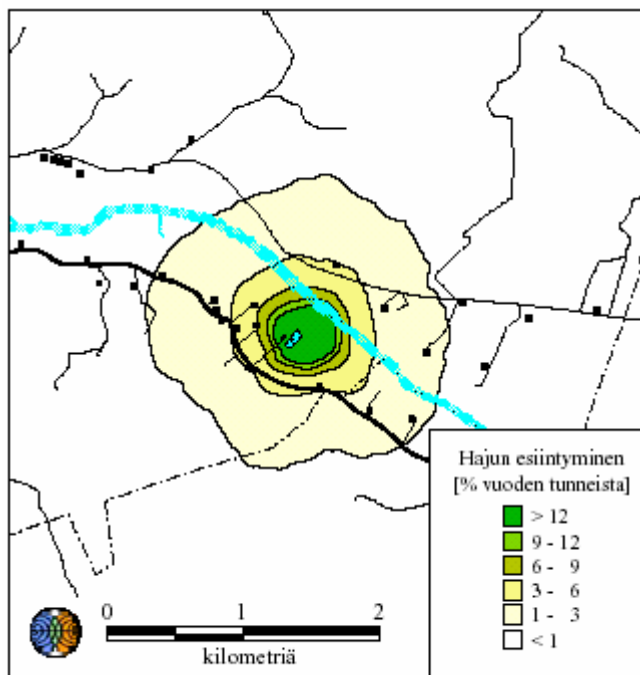 Hajun esiintyminen
[% vuoden tunneista]
> 12
9 - 12
6 - 9
3 - 6
1 - 3
< 1
0 1 2
kilometriä